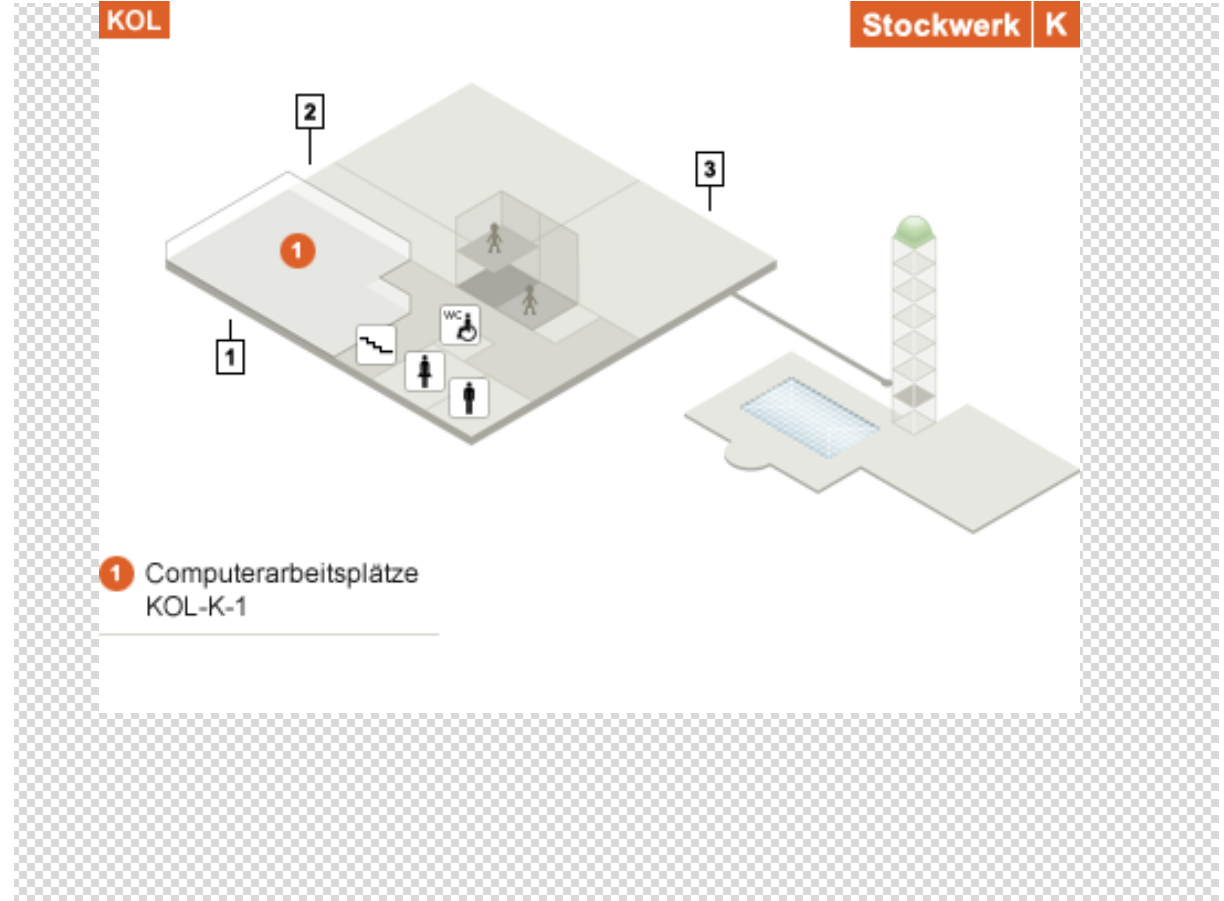 KOL
Stockwerk K
2
3
1
1
WC
1 Computerarbeitsplätze
KOL-K-1